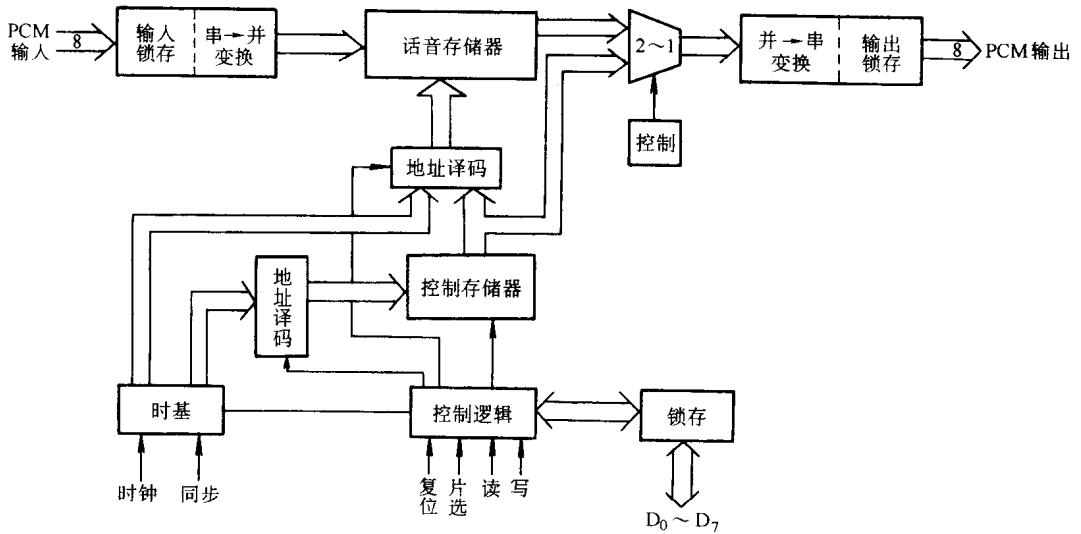 PCM
输入
8
输入
锁存
串→并
变换
话音存储器
2～1
并→串
变换
输出
锁存
8
PCM输出
控制
地址译码
地址译码
控制存储器
时基
控制逻辑
锁存
时钟
同步
复位
片选
读
写
D₀～D₇